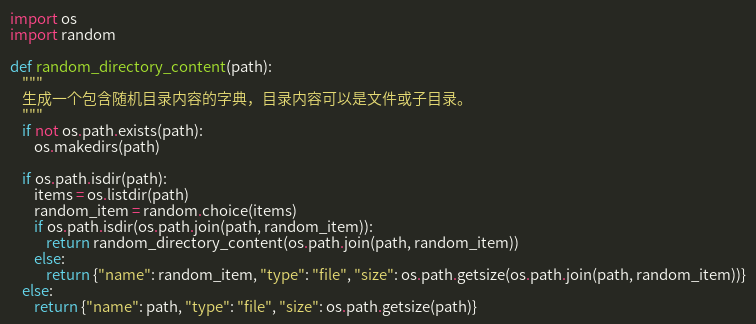 import os
import random

def random_directory_content(path):
    """
    生成一个包含随机目录内容的字典，目录内容可以是文件或子目录。
    """
    if not os.path.exists(path):
        os.makedirs(path)

    if os.path.isdir(path):
        items = os.listdir(path)
        random_item = random.choice(items)
        if os.path.isdir(os.path.join(path, random_item)):
            return random_directory_content(os.path.join(path, random_item))
        else:
            return {"name": random_item, "type": "file", "size": os.path.getsize(os.path.join(path, random_item))}
    else:
        return {"name": path, "type": "file", "size": os.path.getsize(path)}